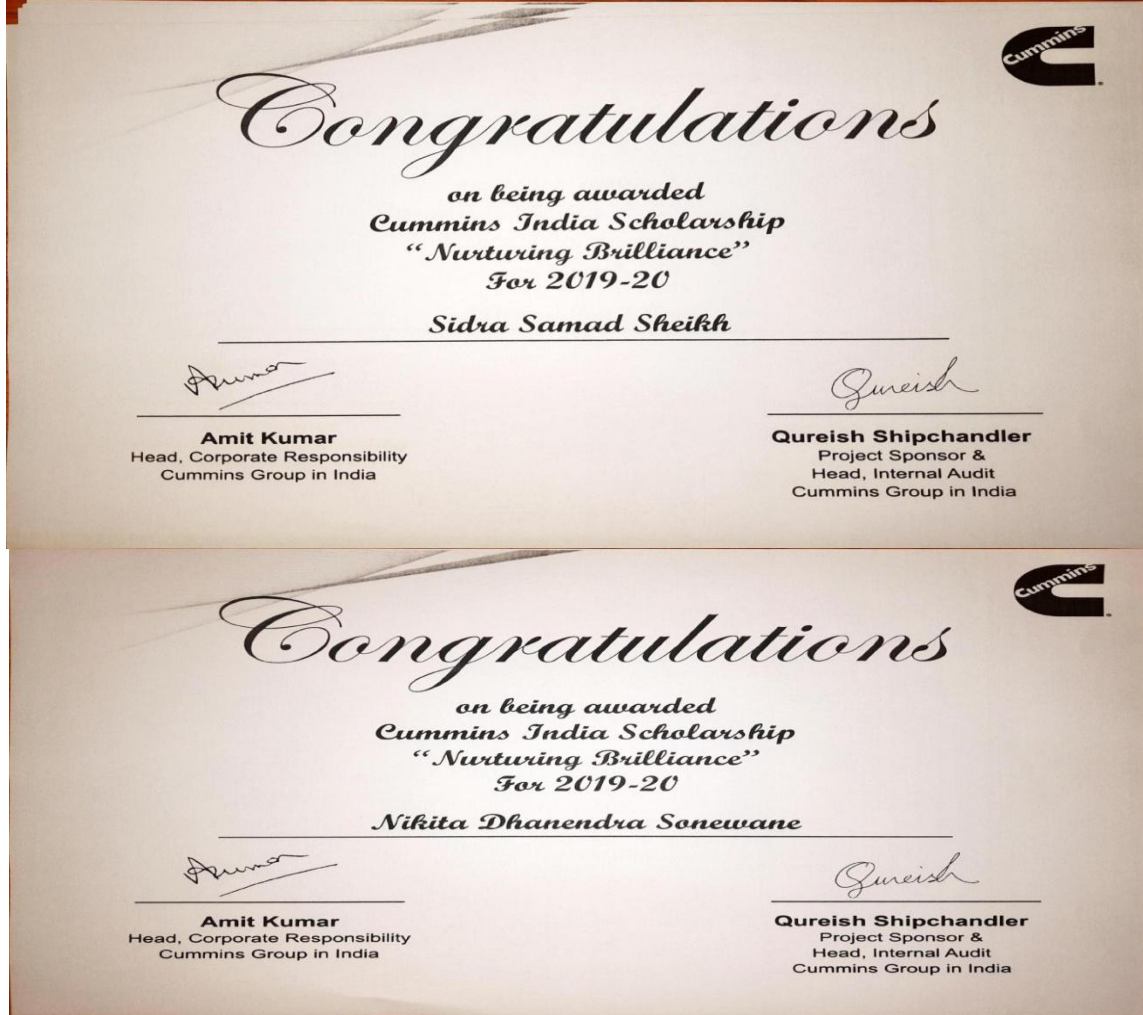 Cummins
Congratulations
on being awarded
Cummins India Scholarship
“Nurturing Brilliance”
For 2019-20
Sidra Samad Sheikh
Qureish
Amit Kumar
Head, Corporate Responsibility
Cummins Group in India
Qureish Shipchandler
Project Sponsor &
Head, Internal Audit
Cummins Group in India
Cummins
Congratulations
on being awarded
Cummins India Scholarship
“Nurturing Brilliance”
For 2019-20
Nikita Dhanendra Sonewane
Qureish
Amit Kumar
Head, Corporate Responsibility
Cummins Group in India
Qureish Shipchandler
Project Sponsor &
Head, Internal Audit
Cummins Group in India